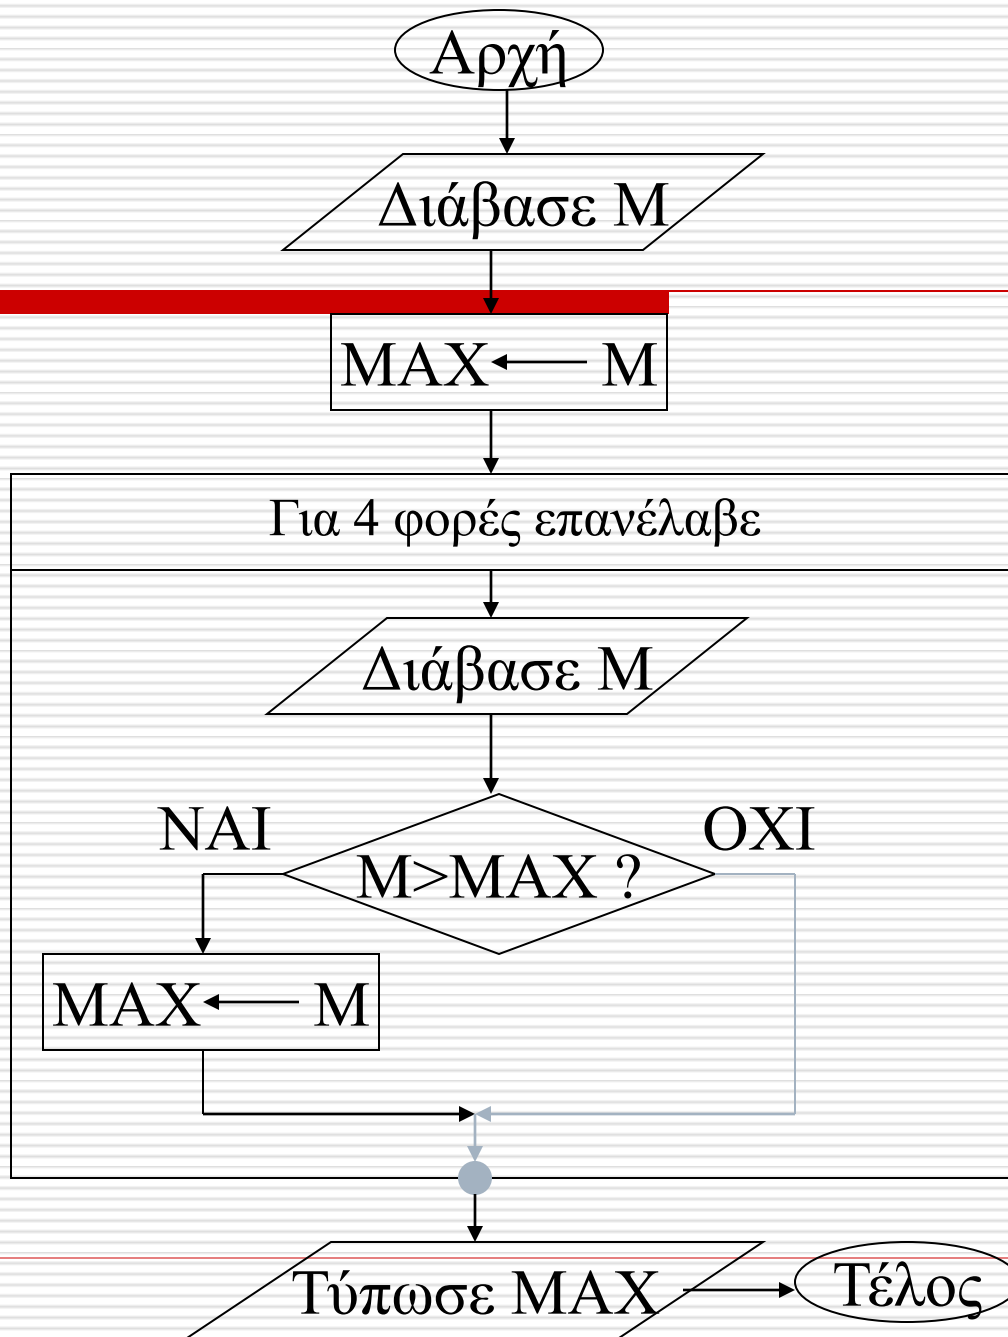 Αρχή
Διάβασε Μ
ΜΑΧ Μ
Για 4 φορές επανέλαβε
Διάβασε Μ
ΝΑΙ ΟΧΙ
Μ>ΜΑΧ ?
ΜΑΧ Μ
Τύπωσε ΜΑΧ Τέλος